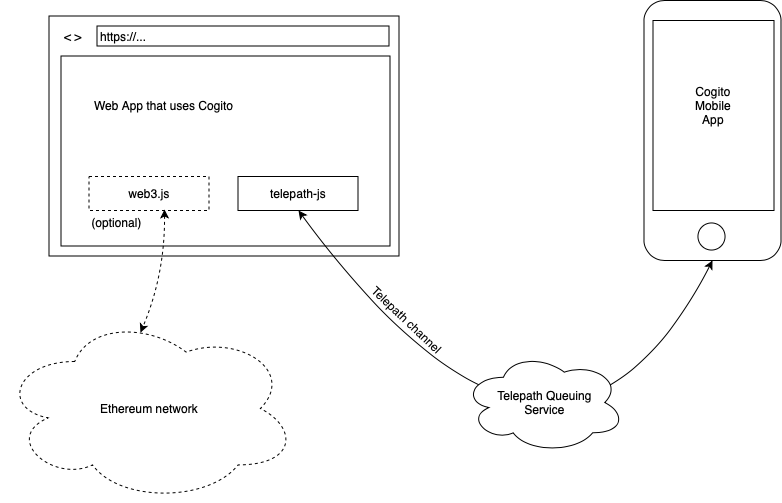 < >
https://...
Web App that uses Cogito
web3.js
telepath-js
(optional)
Cogito
Mobile
App
Telepath channel
Ethereum network
Telepath Queuing
Service